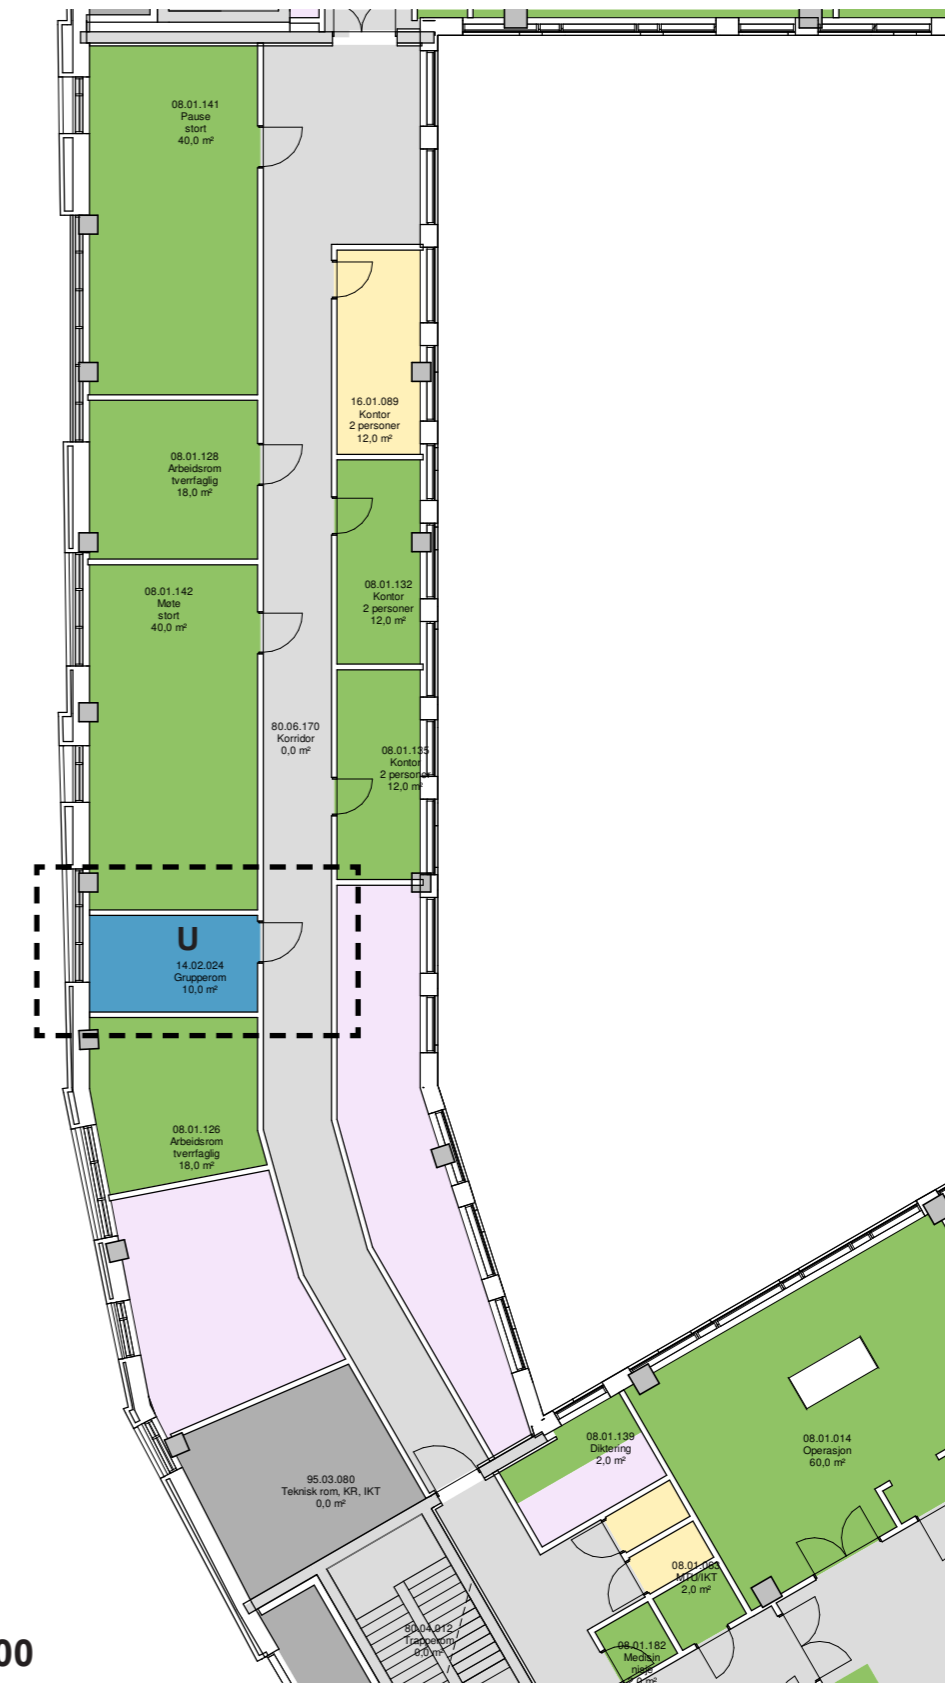 08.01.141
Pause
stort
40,0 m²
16.01.089
Kontor
2 personer
12,0 m²
08.01.128
Arbeidsrom
tverrfaglig
18,0 m²
08.01.132
Kontor
2 personer
12,0 m²
08.01.142
Møte
stort
40,0 m²
80.06.170
Korridor
0,0 m²
08.01.135
Kontor
2 personer
12,0 m²
U
14.02.024
Grupperom
10,0 m²
08.01.126
Arbeidsrom
tverrfaglig
18,0 m²
08.01.139
Diktering
2,0 m²
08.01.014
Operasjon
60,0 m²
95.03.080
Teknisk rom, KR, IKT
0,0 m²
MTU/IKT
2,0 m²
80.04.012
Trapperom
0,0 m²
08.01.182
Medisin
nisje
00